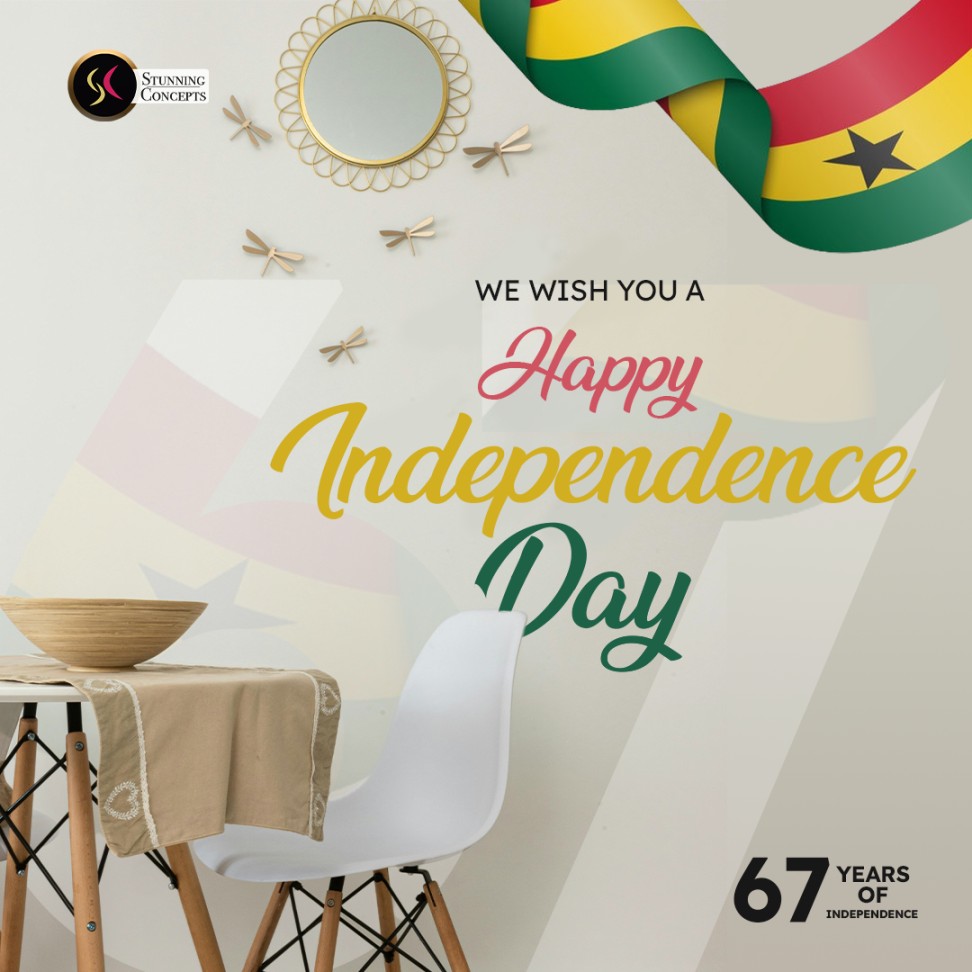 STUNNING
CONCEPTS
WE WISH YOU A
Happy
Independence
Day
67 YEARS
OF
INDEPENDENCE